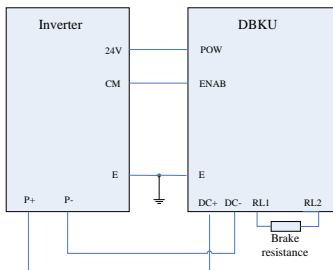 Inverter DBKU
24V POW
CM ENAB
E E
P+ P- DC+ DC- RL1 RL2
Brake
resistance